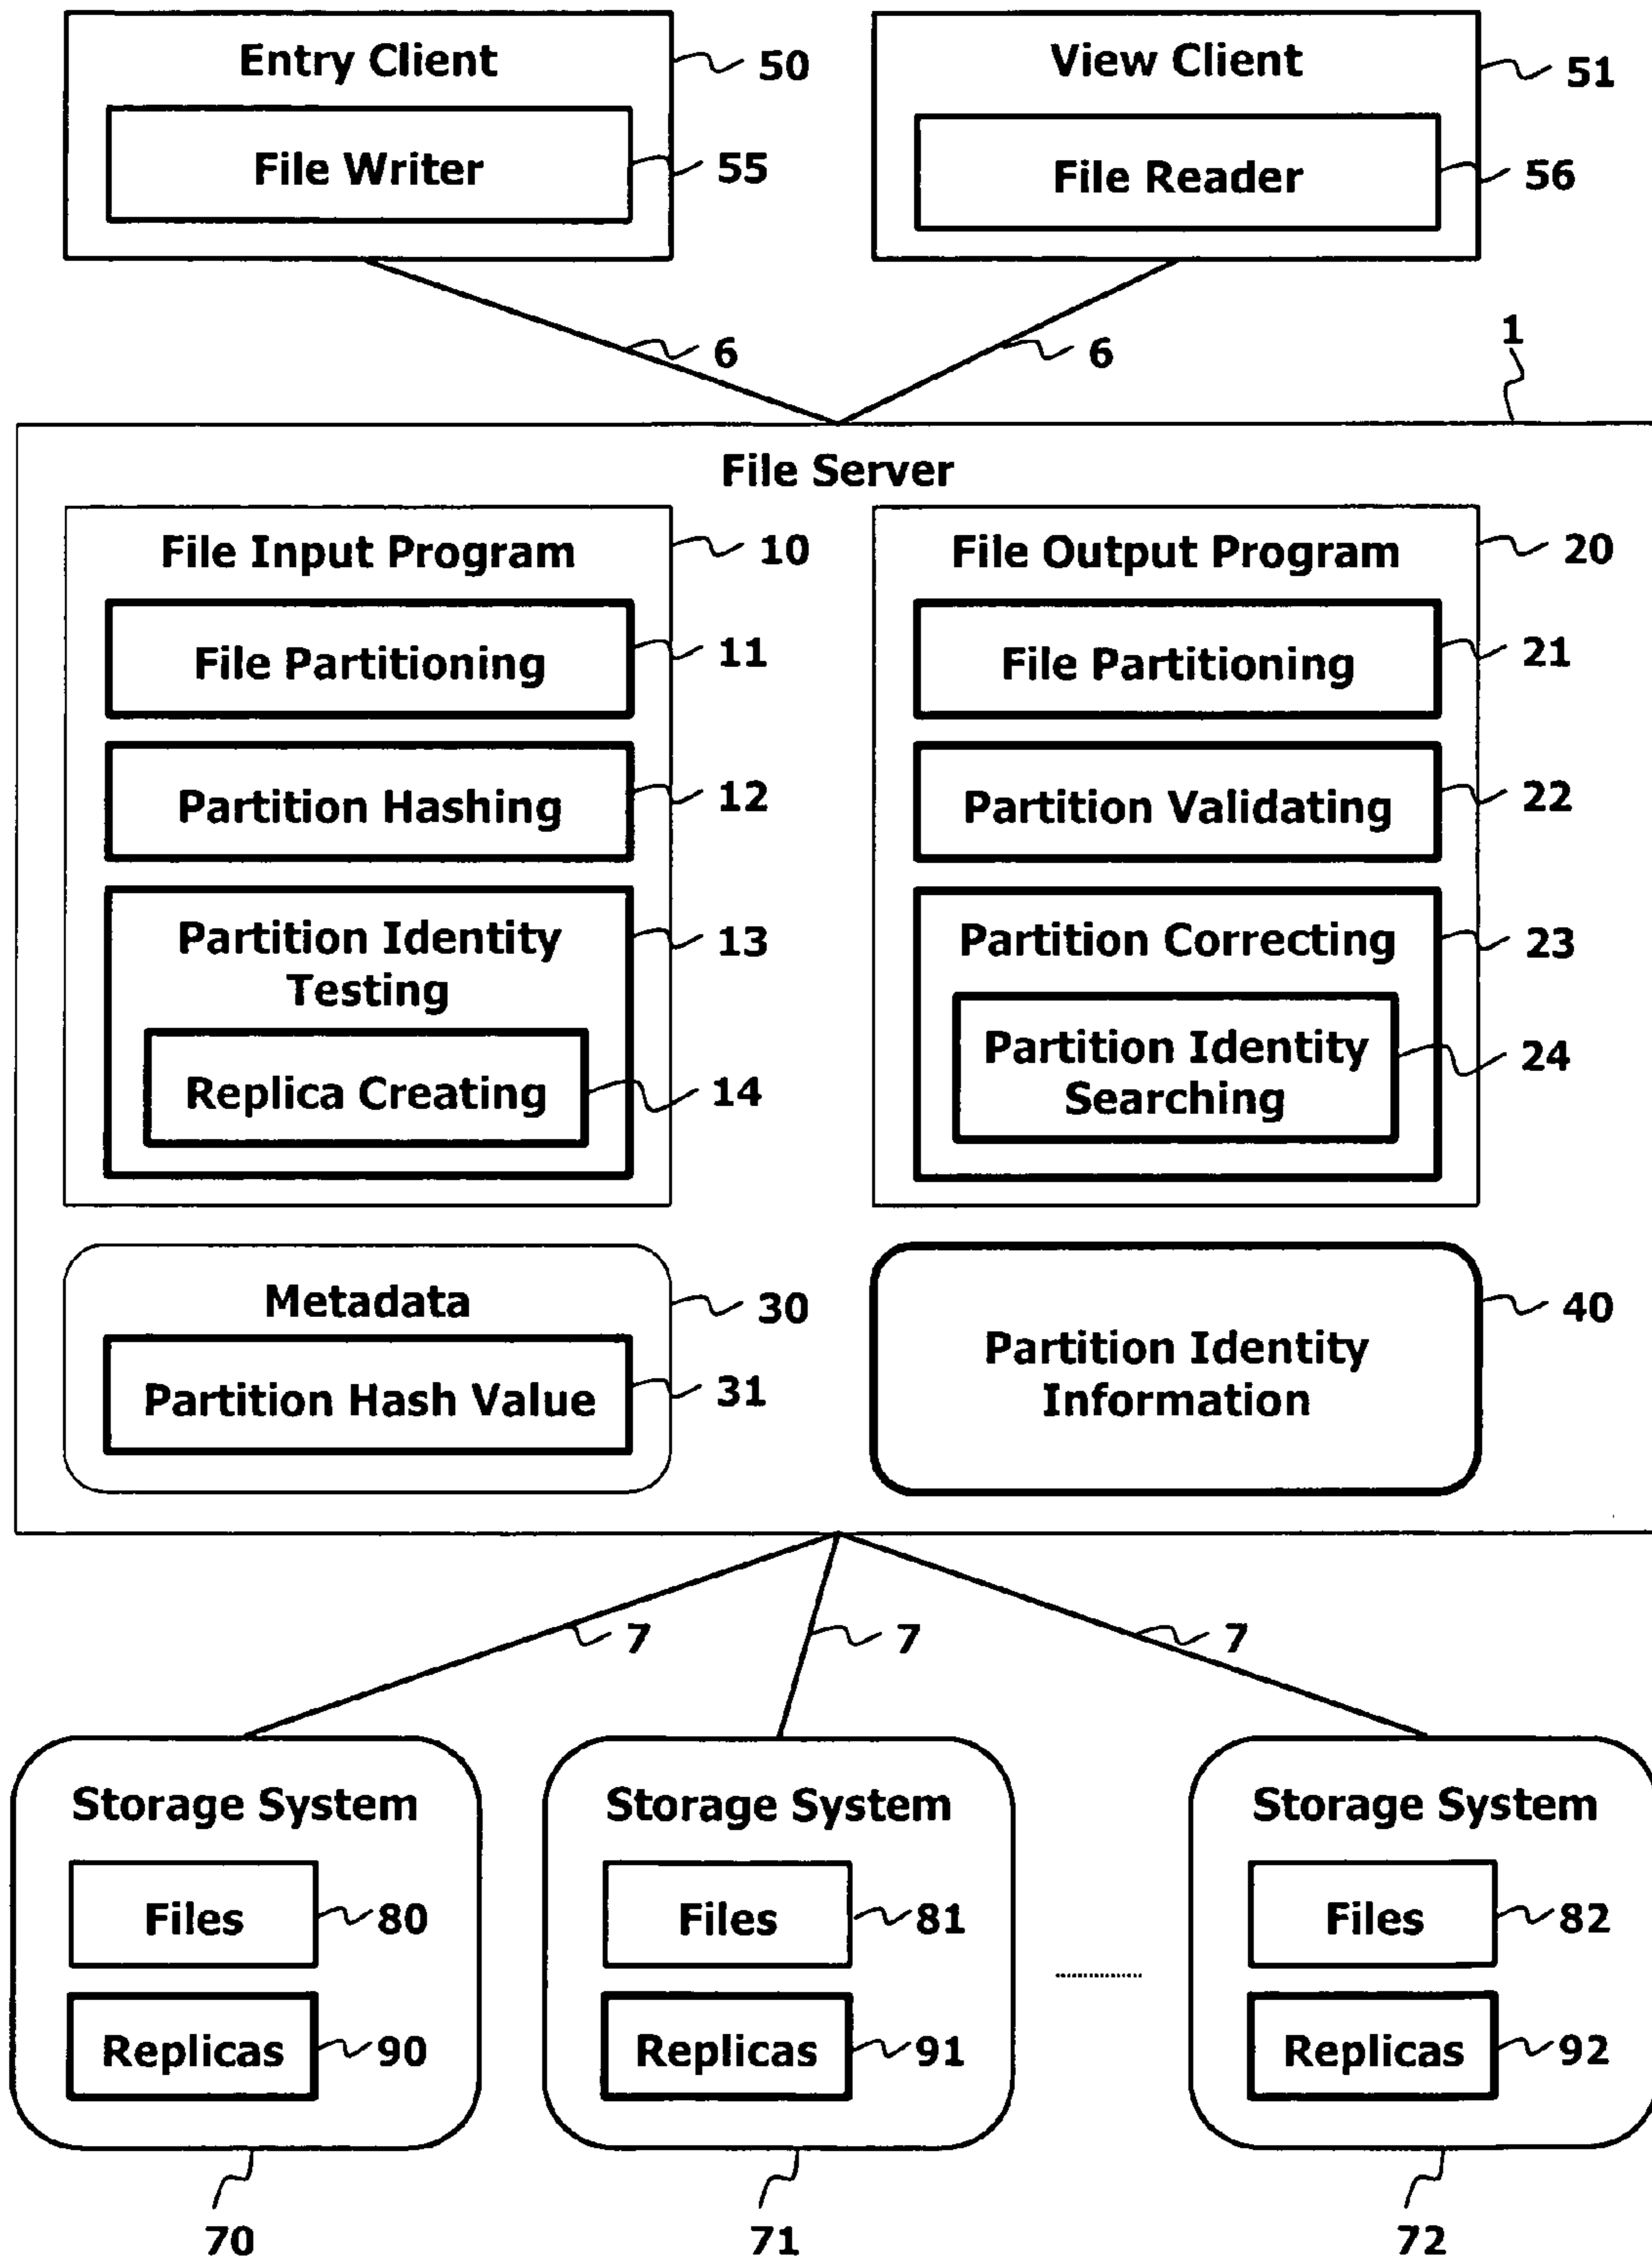 Entry Client
50
File Writer
55
View Client
51
File Reader
56
6
6
1
File Server
File Input Program
10
File Partitioning
11
Partition Hashing
12
Partition Identity
Testing
13
Replica Creating
14
File Output Program
20
File Partitioning
21
Partition Validating
22
Partition Correcting
23
Partition Identity
Searching
24
Metadata
30
Partition Hash Value
31
Partition Identity
Information
40
7
7
7
Storage System
Files
80
Replicas
90
70
Storage System
Files
81
Replicas
91
71
Storage System
Files
82
Replicas
92
72